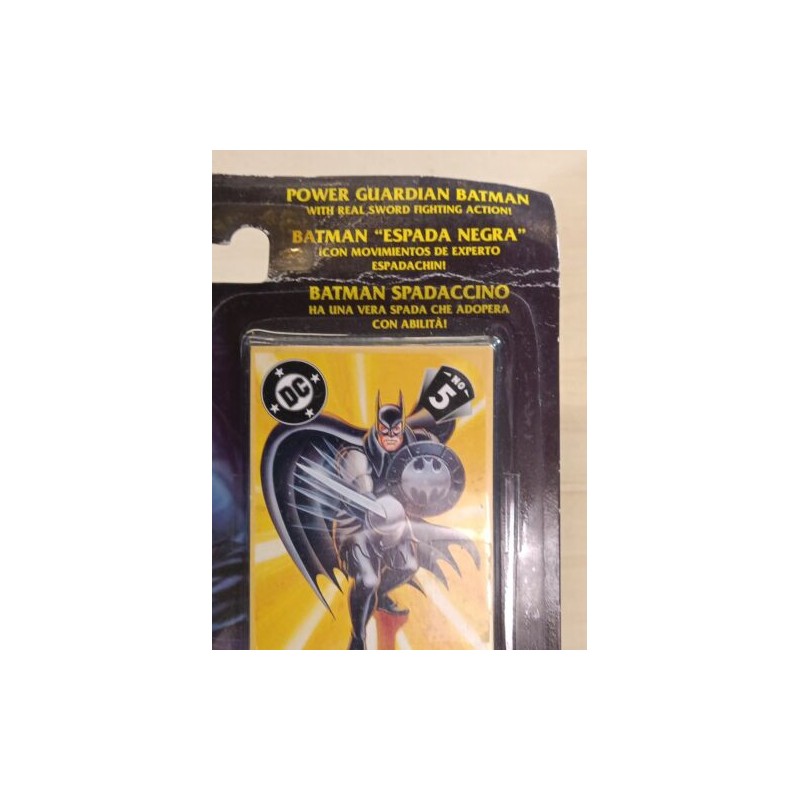 POWER GUARDIAN BATMAN
WITH REAL SWORD FIGHTING ACTION!
BATMAN "ESPADA NEGRA"
¡CON MOVIMIENTOS DE EXPERTO
ESPADACHIN!
BATMAN SPADACCINO
HA UNA VERA SPADA CHE ADOPERA
CON ABILITÀ!
DC
NO
5